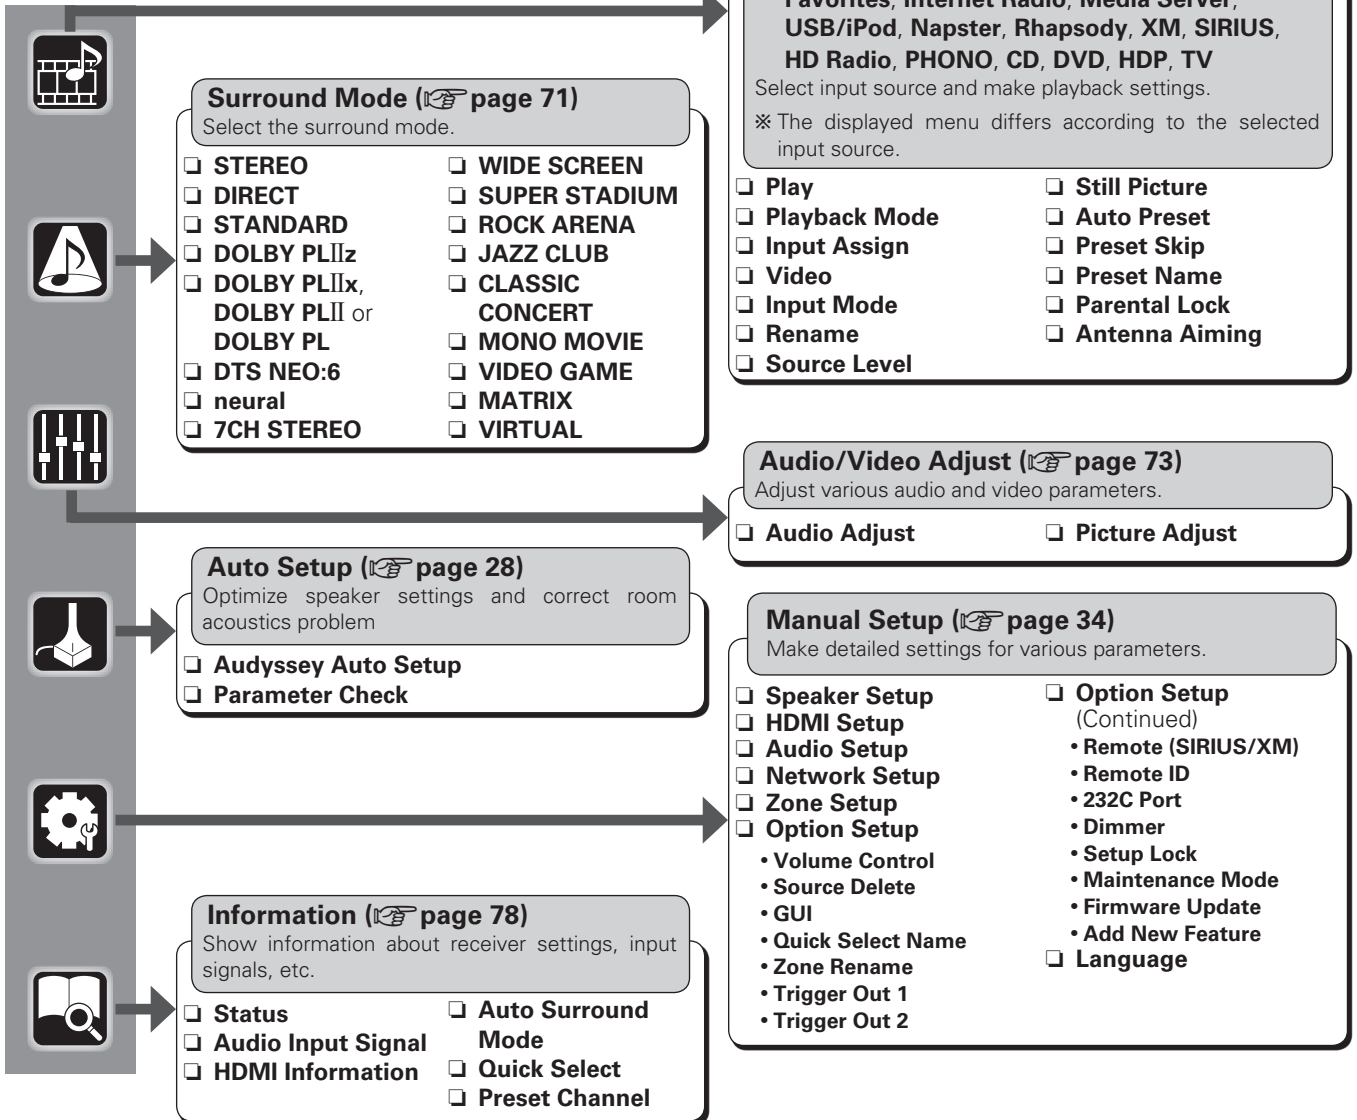 Favorites, Internet Radio, Media Server,
USB/iPod, Napster, Rhapsody, XM, SIRIUS,
HD Radio, PHONO, CD, DVD, HDP, TV
Select input source and make playback settings.
※ The displayed menu differs according to the selected
input source.
❏ Play
❏ Playback Mode
❏ Input Assign
❏ Video
❏ Input Mode
❏ Rename
❏ Source Level
❏ Still Picture
❏ Auto Preset
❏ Preset Skip
❏ Preset Name
❏ Parental Lock
❏ Antenna Aiming
Surround Mode (☞ page 71)
Select the surround mode.
❏ STEREO
❏ DIRECT
❏ STANDARD
❏ DOLBY PLⅡz
❏ DOLBY PLⅡx,
DOLBY PLⅡ or
DOLBY PL
❏ DTS NEO:6
❏ neural
❏ 7CH STEREO
❏ WIDE SCREEN
❏ SUPER STADIUM
❏ ROCK ARENA
❏ JAZZ CLUB
❏ CLASSIC
CONCERT
❏ MONO MOVIE
❏ VIDEO GAME
❏ MATRIX
❏ VIRTUAL
Audio/Video Adjust (☞ page 73)
Adjust various audio and video parameters.
❏ Audio Adjust
❏ Picture Adjust
Auto Setup (☞ page 28)
Optimize speaker settings and correct room
acoustics problem
❏ Audyssey Auto Setup
❏ Parameter Check
Manual Setup (☞ page 34)
Make detailed settings for various parameters.
❏ Speaker Setup
❏ HDMI Setup
❏ Audio Setup
❏ Network Setup
❏ Zone Setup
❏ Option Setup
• Volume Control
• Source Delete
• GUI
• Quick Select Name
• Zone Rename
• Trigger Out 1
• Trigger Out 2
❏ Option Setup
(Continued)
• Remote (SIRIUS/XM)
• Remote ID
• 232C Port
• Dimmer
• Setup Lock
• Maintenance Mode
• Firmware Update
• Add New Feature
❏ Language
Information (☞ page 78)
Show information about receiver settings, input
signals, etc.
❏ Status
❏ Audio Input Signal
❏ HDMI Information
❏ Auto Surround
Mode
❏ Quick Select
❏ Preset Channel